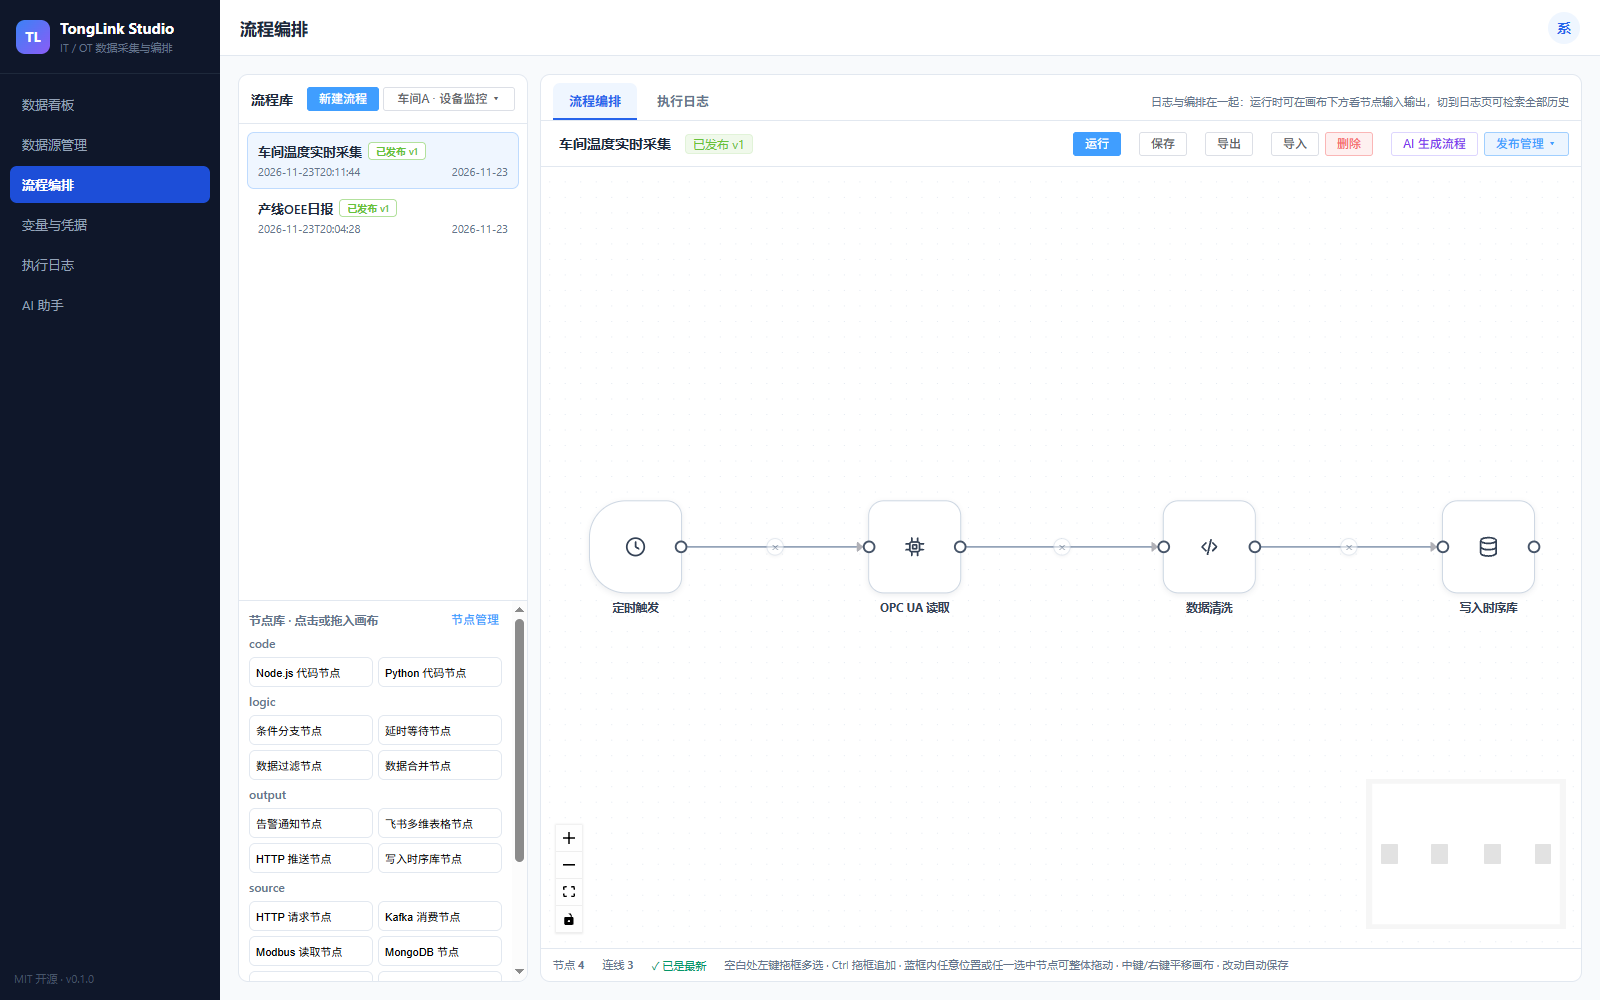 TL
TongLink Studio
IT / OT 数据采集与编排
数据看板
数据源管理
流程编排
变量与凭据
执行日志
AI 助手
MIT 开源 · v0.1.0
流程编排
系
流程库
新建流程
车间A · 设备监控
车间温度实时采集
已发布 v1
2026-11-23T20:11:44
2026-11-23
产线OEE日报
已发布 v1
2026-11-23T20:04:28
2026-11-23
节点库 · 点击或拖入画布
节点管理
code
Node.js 代码节点
Python 代码节点
logic
条件分支节点
延时等待节点
数据过滤节点
数据合并节点
output
告警通知节点
飞书多维表格节点
HTTP 推送节点
写入时序库节点
source
HTTP 请求节点
Kafka 消费节点
Modbus 读取节点
MongoDB 节点
流程编排
执行日志
日志与编排在一起：运行时可在画布下方看节点输入输出，切到日志页可检索全部历史
车间温度实时采集
已发布 v1
运行
保存
导出
导入
删除
AI 生成流程
发布管理
定时触发
OPC UA 读取
数据清洗
写入时序库
节点 4
连线 3
✓ 已是最新
空白处左键拖框多选 · Ctrl 拖框追加 · 蓝框内任意位置或任一选中节点可整体拖动 · 中键/右键平移画布 · 改动自动保存